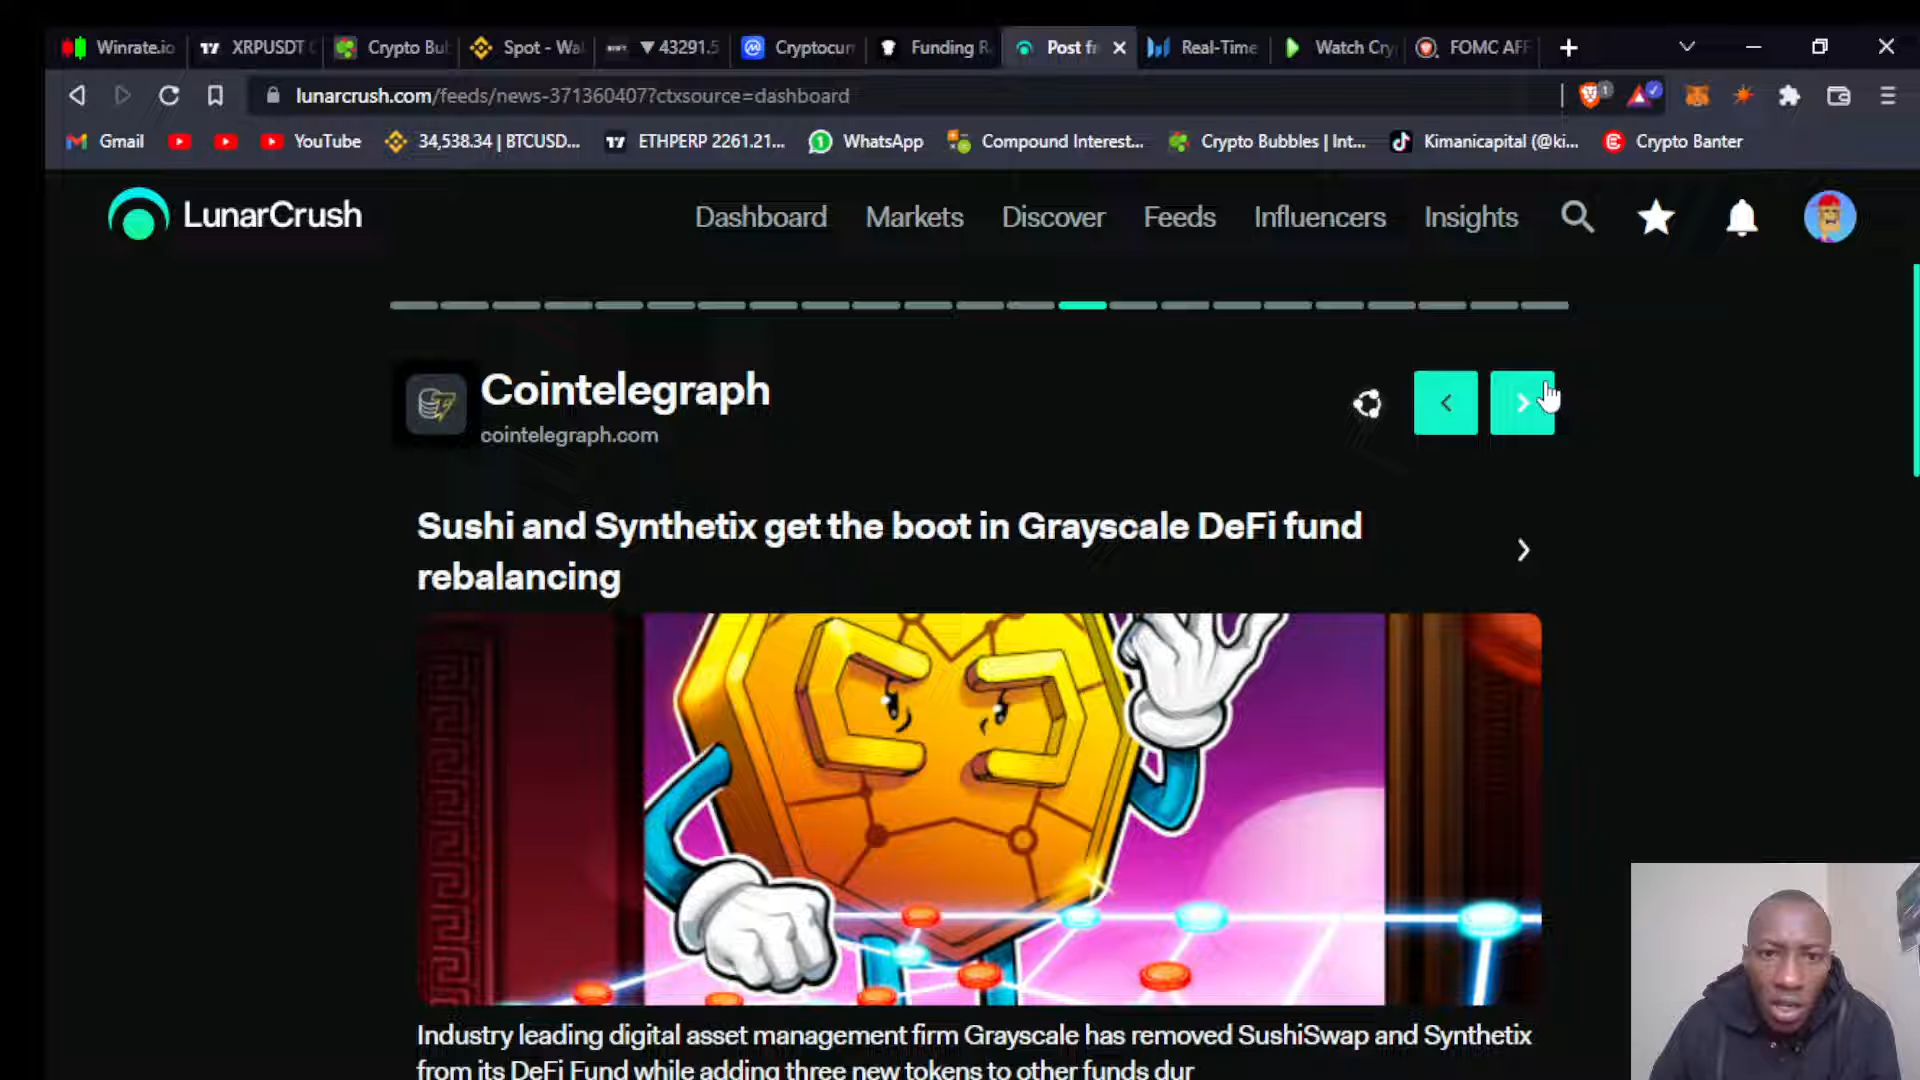 Winrate.io XRPUSDT Crypto Bu Spot - Wa ▼ 43291.5 Cryptocur Funding R Post fr Real-Time Watch Cry FOMC AFF
lunarcrush.com/feeds/news-371360407?ctxsource=dashboard
Gmail YouTube 34,538.34 | BTCUSD... ETHPERP 2261.21... WhatsApp Compound Interest... Crypto Bubbles | Int... Kimanicapital (@ki... Crypto Banter
LunarCrush Dashboard Markets Discover Feeds Influencers Insights
Cointelegraph
cointelegraph.com
Sushi and Synthetix get the boot in Grayscale DeFi fund
rebalancing
Industry leading digital asset management firm Grayscale has removed SushiSwap and Synthetix
from its DeFi Fund while adding three new tokens to other funds dur